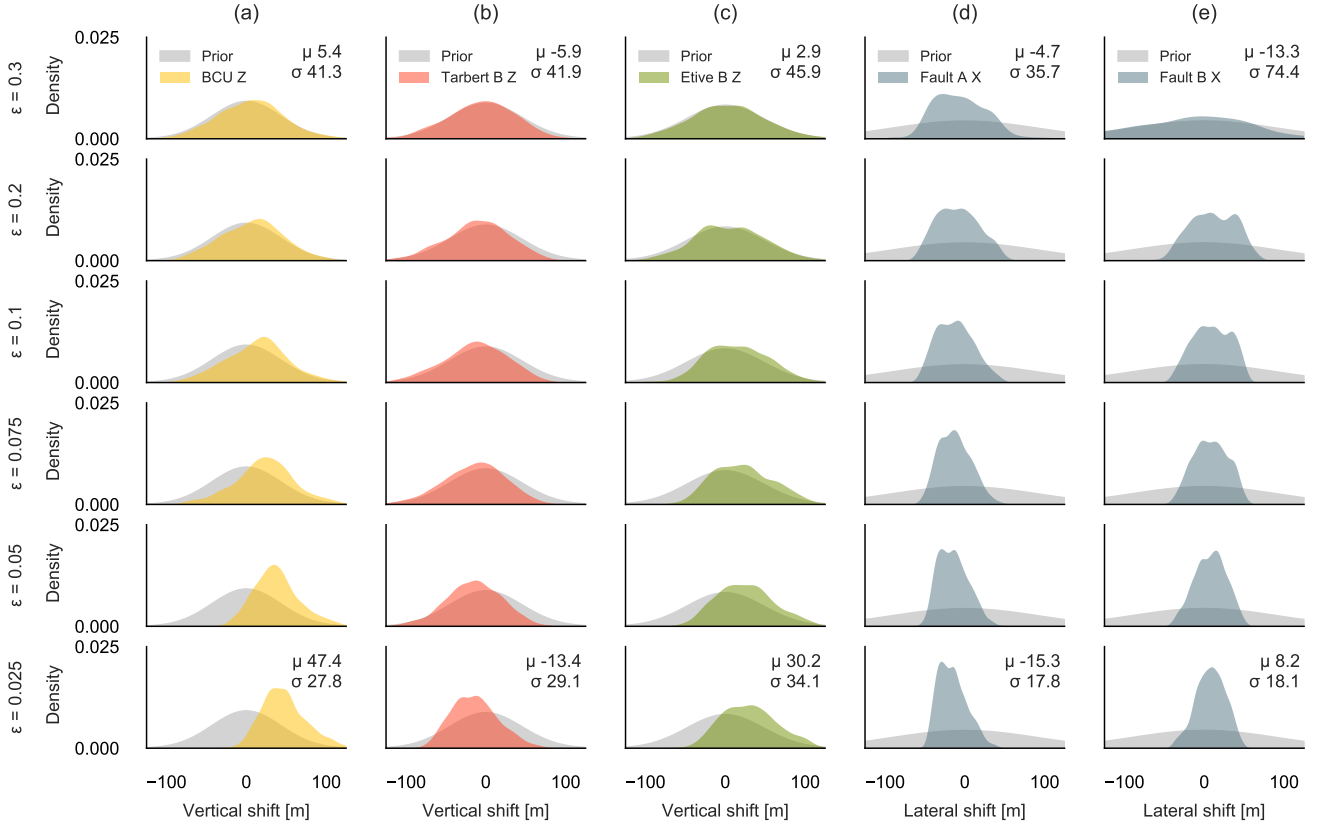 (a) (b) (c) (d) (e)
ε = 0.3
Density
0.025
0.000
Prior
BCU Z
μ 5.4
σ 41.3
Prior
Tarbert B Z
μ -5.9
σ 41.9
Prior
Etive B Z
μ 2.9
σ 45.9
Prior
Fault A X
μ -4.7
σ 35.7
Prior
Fault B X
μ -13.3
σ 74.4
ε = 0.2
Density
0.025
0.000
ε = 0.1
Density
0.025
0.000
ε = 0.075
Density
0.025
0.000
ε = 0.05
Density
0.025
0.000
ε = 0.025
Density
0.025
0.000
μ 47.4
σ 27.8
μ -13.4
σ 29.1
μ 30.2
σ 34.1
μ -15.3
σ 17.8
μ 8.2
σ 18.1
−100 0 100
Vertical shift [m]
−100 0 100
Vertical shift [m]
−100 0 100
Vertical shift [m]
−100 0 100
Lateral shift [m]
−100 0 100
Lateral shift [m]